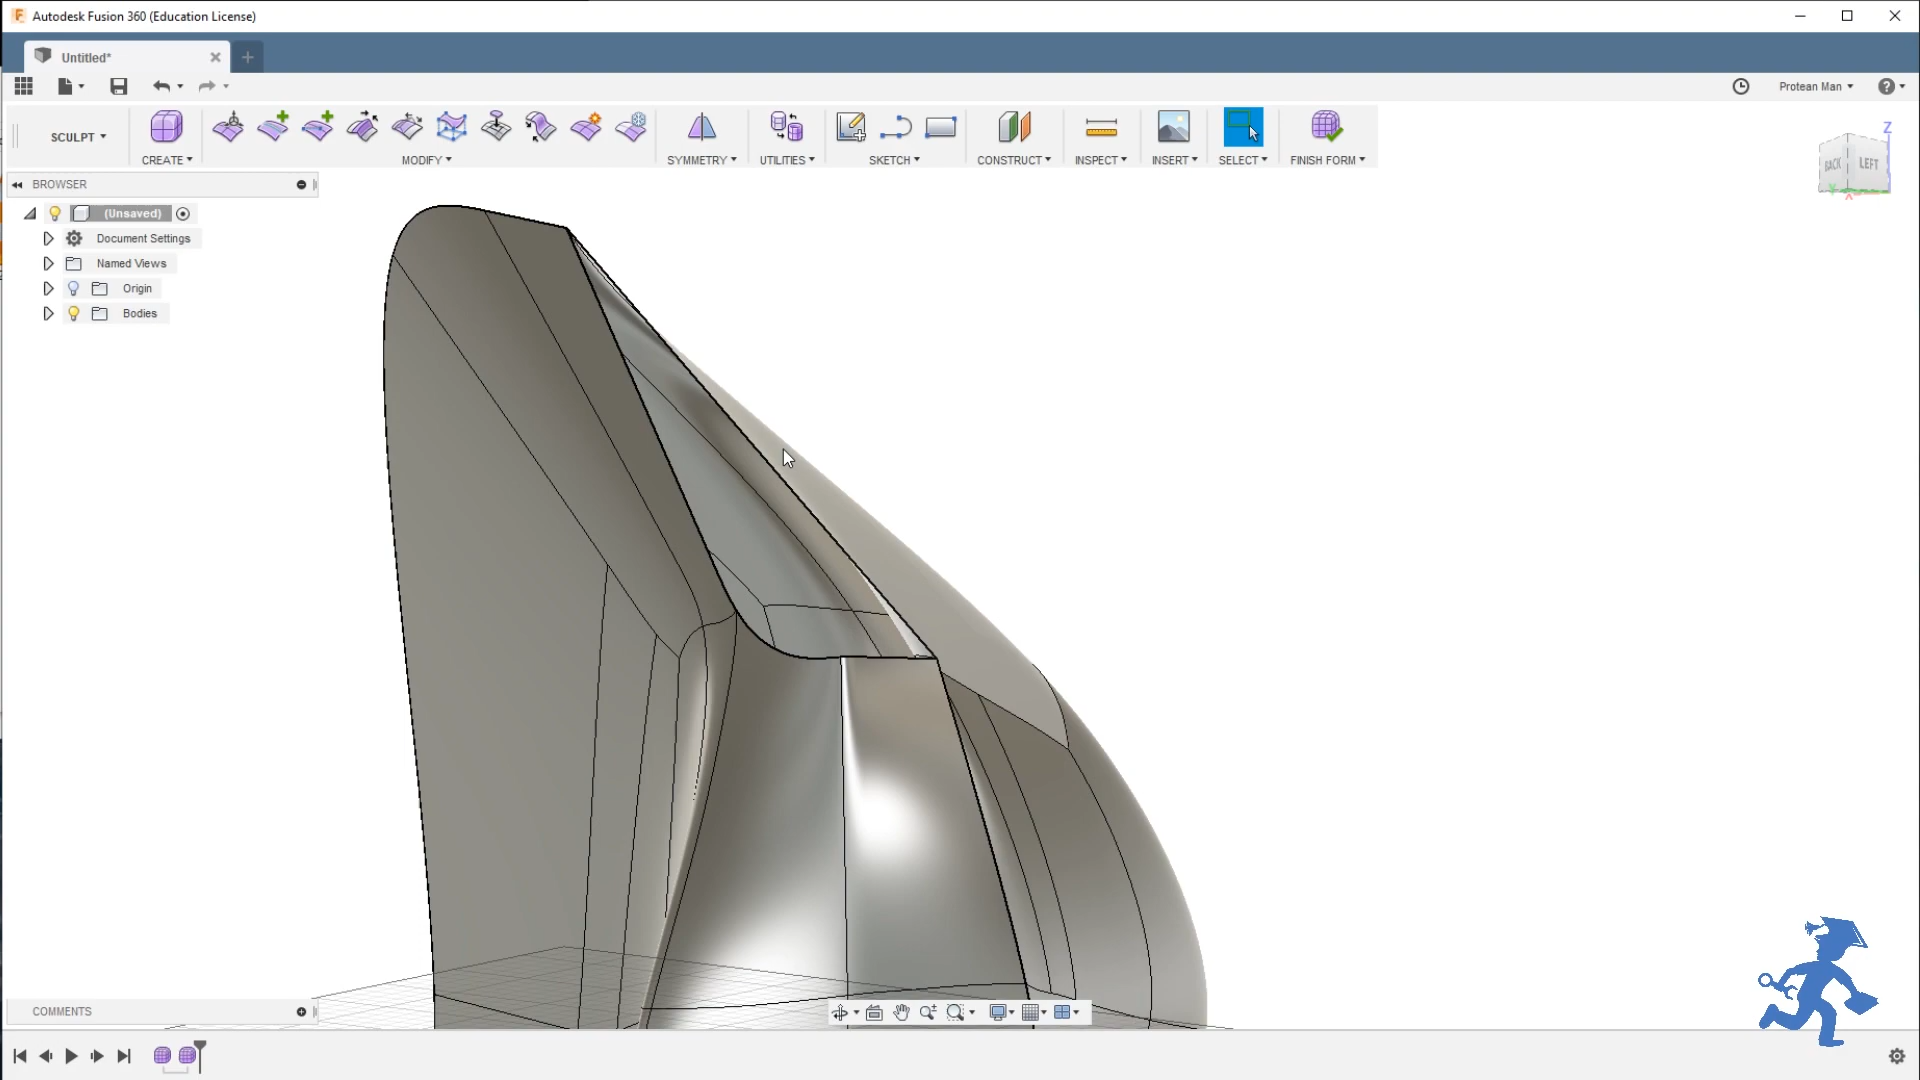 Autodesk Fusion 360 (Education License)
Untitled*
Protean Man
SCULPT
CREATE
MODIFY
SYMMETRY
UTILITIES
SKETCH
CONSTRUCT
INSPECT
INSERT
SELECT
FINISH FORM
Z
BACK
LEFT
Y
X
BROWSER
(Unsaved)
Document Settings
Named Views
Origin
Bodies
COMMENTS